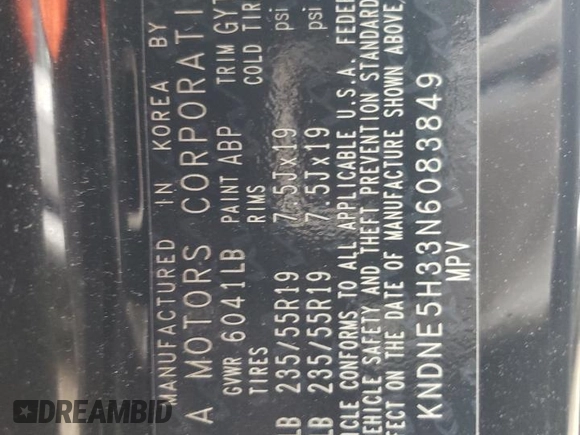 MANUFACTURED IN KOREA BY
A MOTORS CORPORATI
GVWR 6041LB PAINT ABP TRIM GYT
TIRES RIMS COLD TIR
LB 235/55R19 7.5Jx19 psi
LB 235/55R19 7.5Jx19 psi
ICLE CONFORMS TO ALL APPLICABLE U.S.A. FEDER
EHICLE SAFETY AND THEFT PREVENTION STANDARD
FECT ON THE DATE OF MANUFACTURE SHOWN ABOVE,
KNDNE5H33N6083849
MPV
DREAMBID